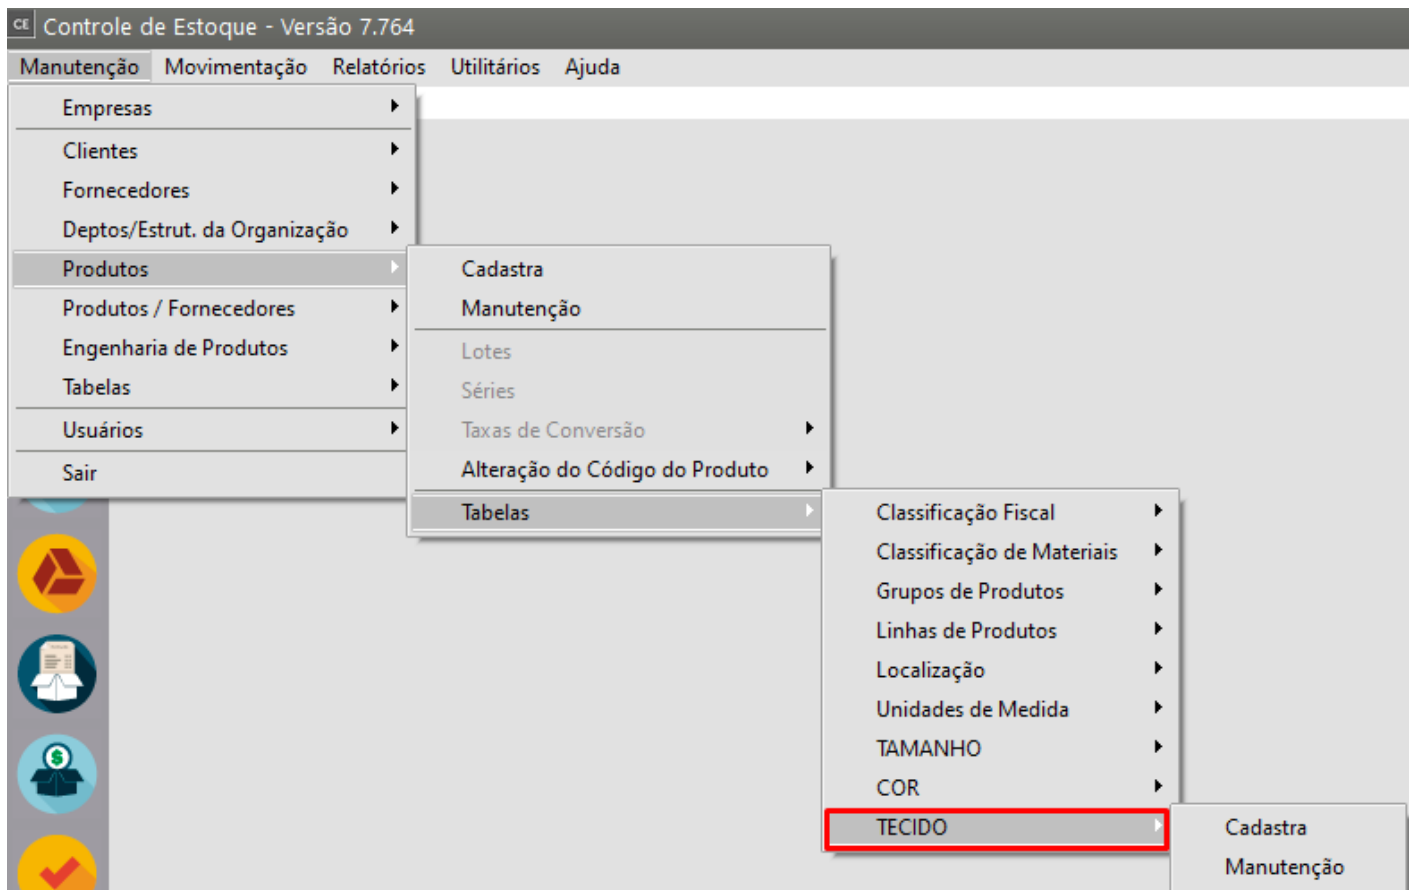 CE Controle de Estoque - Versão 7.764
Manutenção Movimentação Relatórios Utilitários Ajuda
Empresas
Clientes
Fornecedores
Deptos/Estrut. da Organização
Produtos
Produtos / Fornecedores
Engenharia de Produtos
Tabelas
Usuários
Sair
Cadastra
Manutenção
Lotes
Séries
Taxas de Conversão
Alteração do Código do Produto
Tabelas
Classificação Fiscal
Classificação de Materiais
Grupos de Produtos
Linhas de Produtos
Localização
Unidades de Medida
TAMANHO
COR
TECIDO
Cadastra
Manutenção
$